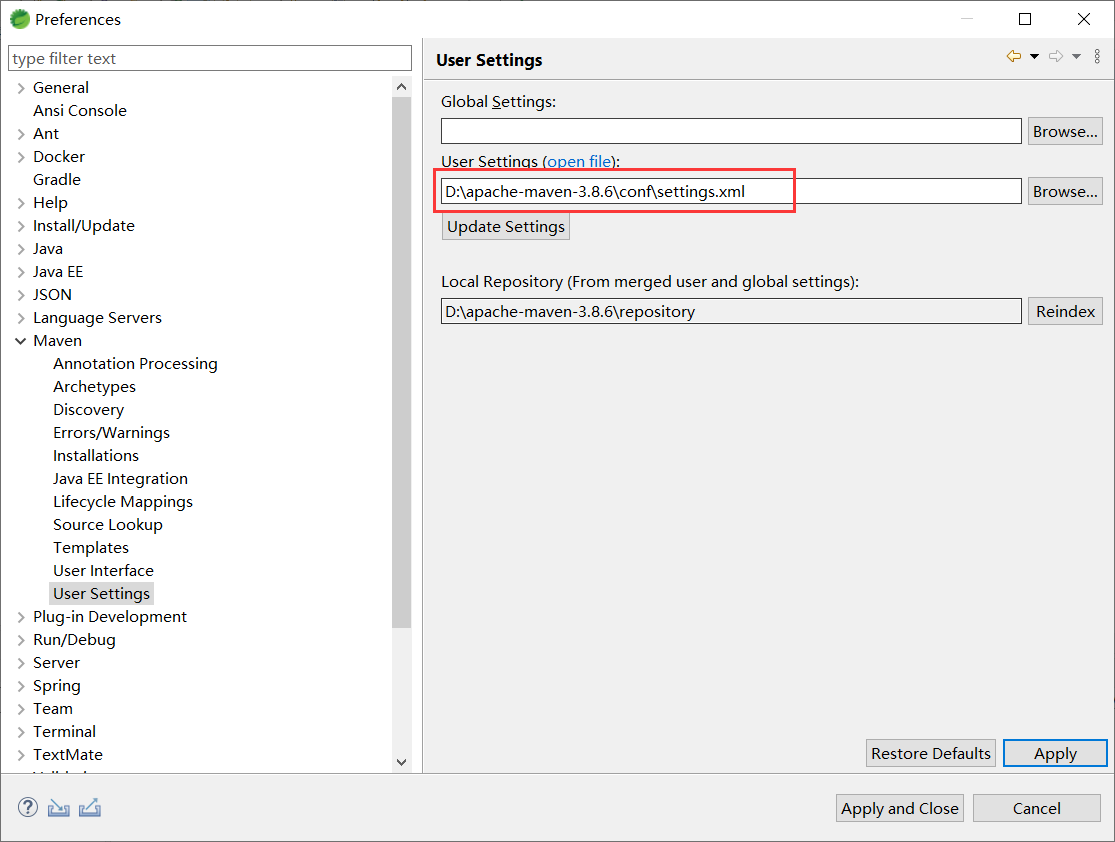 Preferences
type filter text
General
Ansi Console
Ant
Docker
Gradle
Help
Install/Update
Java
Java EE
JSON
Language Servers
Maven
Annotation Processing
Archetypes
Discovery
Errors/Warnings
Installations
Java EE Integration
Lifecycle Mappings
Source Lookup
Templates
User Interface
User Settings
Plug-in Development
Run/Debug
Server
Spring
Team
Terminal
TextMate
User Settings
Global Settings:
Browse...
User Settings (open file):
D:\apache-maven-3.8.6\conf\settings.xml
Browse...
Update Settings
Local Repository (From merged user and global settings):
D:\apache-maven-3.8.6\repository
Reindex
Restore Defaults
Apply
Apply and Close
Cancel